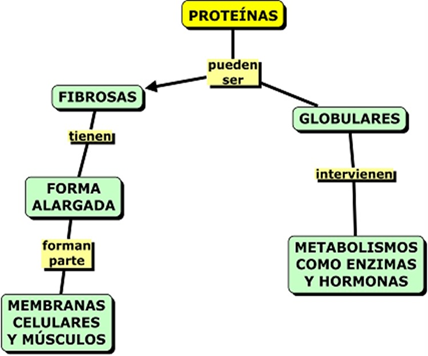 PROTEÍNAS
pueden
ser
FIBROSAS
GLOBULARES
tienen
intervienen
FORMA
ALARGADA
forman
parte
METABOLISMOS
COMO ENZIMAS
Y HORMONAS
MEMBRANAS
CELULARES
Y MÚSCULOS